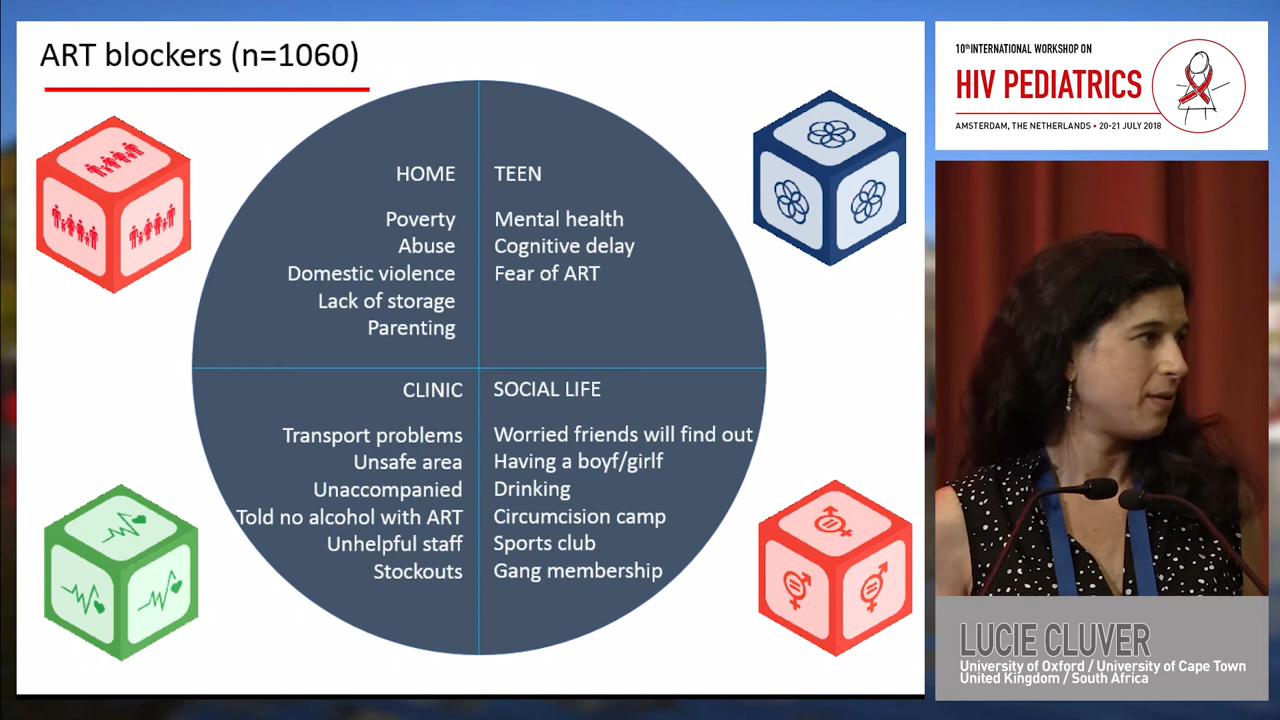 ART blockers (n=1060)
HOME
Poverty
Abuse
Domestic violence
Lack of storage
Parenting
TEEN
Mental health
Cognitive delay
Fear of ART
CLINIC
Transport problems
Unsafe area
Unaccompanied
Told no alcohol with ART
Unhelpful staff
Stockouts
SOCIAL LIFE
Worried friends will find out
Having a boyf/girlf
Drinking
Circumcision camp
Sports club
Gang membership
10th INTERNATIONAL WORKSHOP ON
HIV PEDIATRICS
AMSTERDAM, THE NETHERLANDS • 20-21 JULY 2018
LUCIE CLUVER
University of Oxford / University of Cape Town
United Kingdom / South Africa